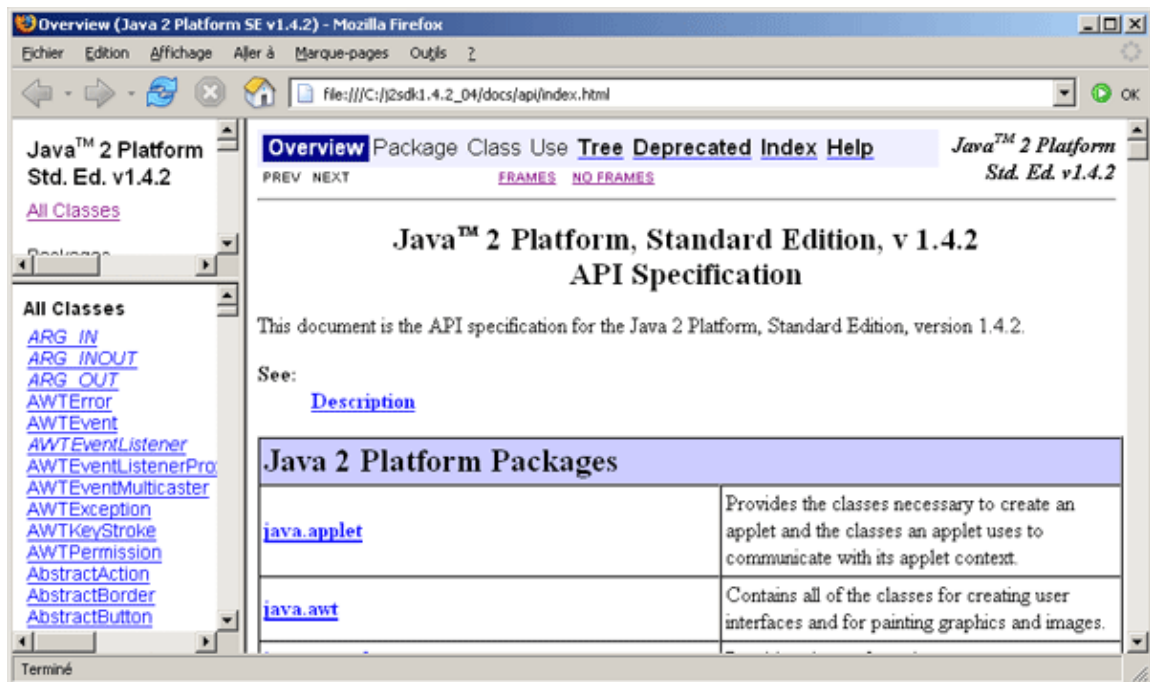 Overview (Java 2 Platform SE v1.4.2) - Mozilla Firefox
Fichier Edition Affichage Aller à Marque-pages Outils ?
file:///C:/j2sdk1.4.2_04/docs/api/index.html OK
Java™ 2 Platform
Std. Ed. v1.4.2
All Classes
Packages
All Classes
ARG_IN
ARG_INOUT
ARG_OUT
AWTError
AWTEvent
AWTEventListener
AWTEventListenerPro
AWTEventMulticaster
AWTException
AWTKeyStroke
AWTPermission
AbstractAction
AbstractBorder
AbstractButton
Overview Package Class Use Tree Deprecated Index Help
PREV NEXT FRAMES NO FRAMES
Java™ 2 Platform
Std. Ed. v1.4.2
Java™ 2 Platform, Standard Edition, v 1.4.2
API Specification
This document is the API specification for the Java 2 Platform, Standard Edition, version 1.4.2.
See:
Description
Java 2 Platform Packages
java.applet
Provides the classes necessary to create an
applet and the classes an applet uses to
communicate with its applet context.
java.awt
Contains all of the classes for creating user
interfaces and for painting graphics and images.
Terminé